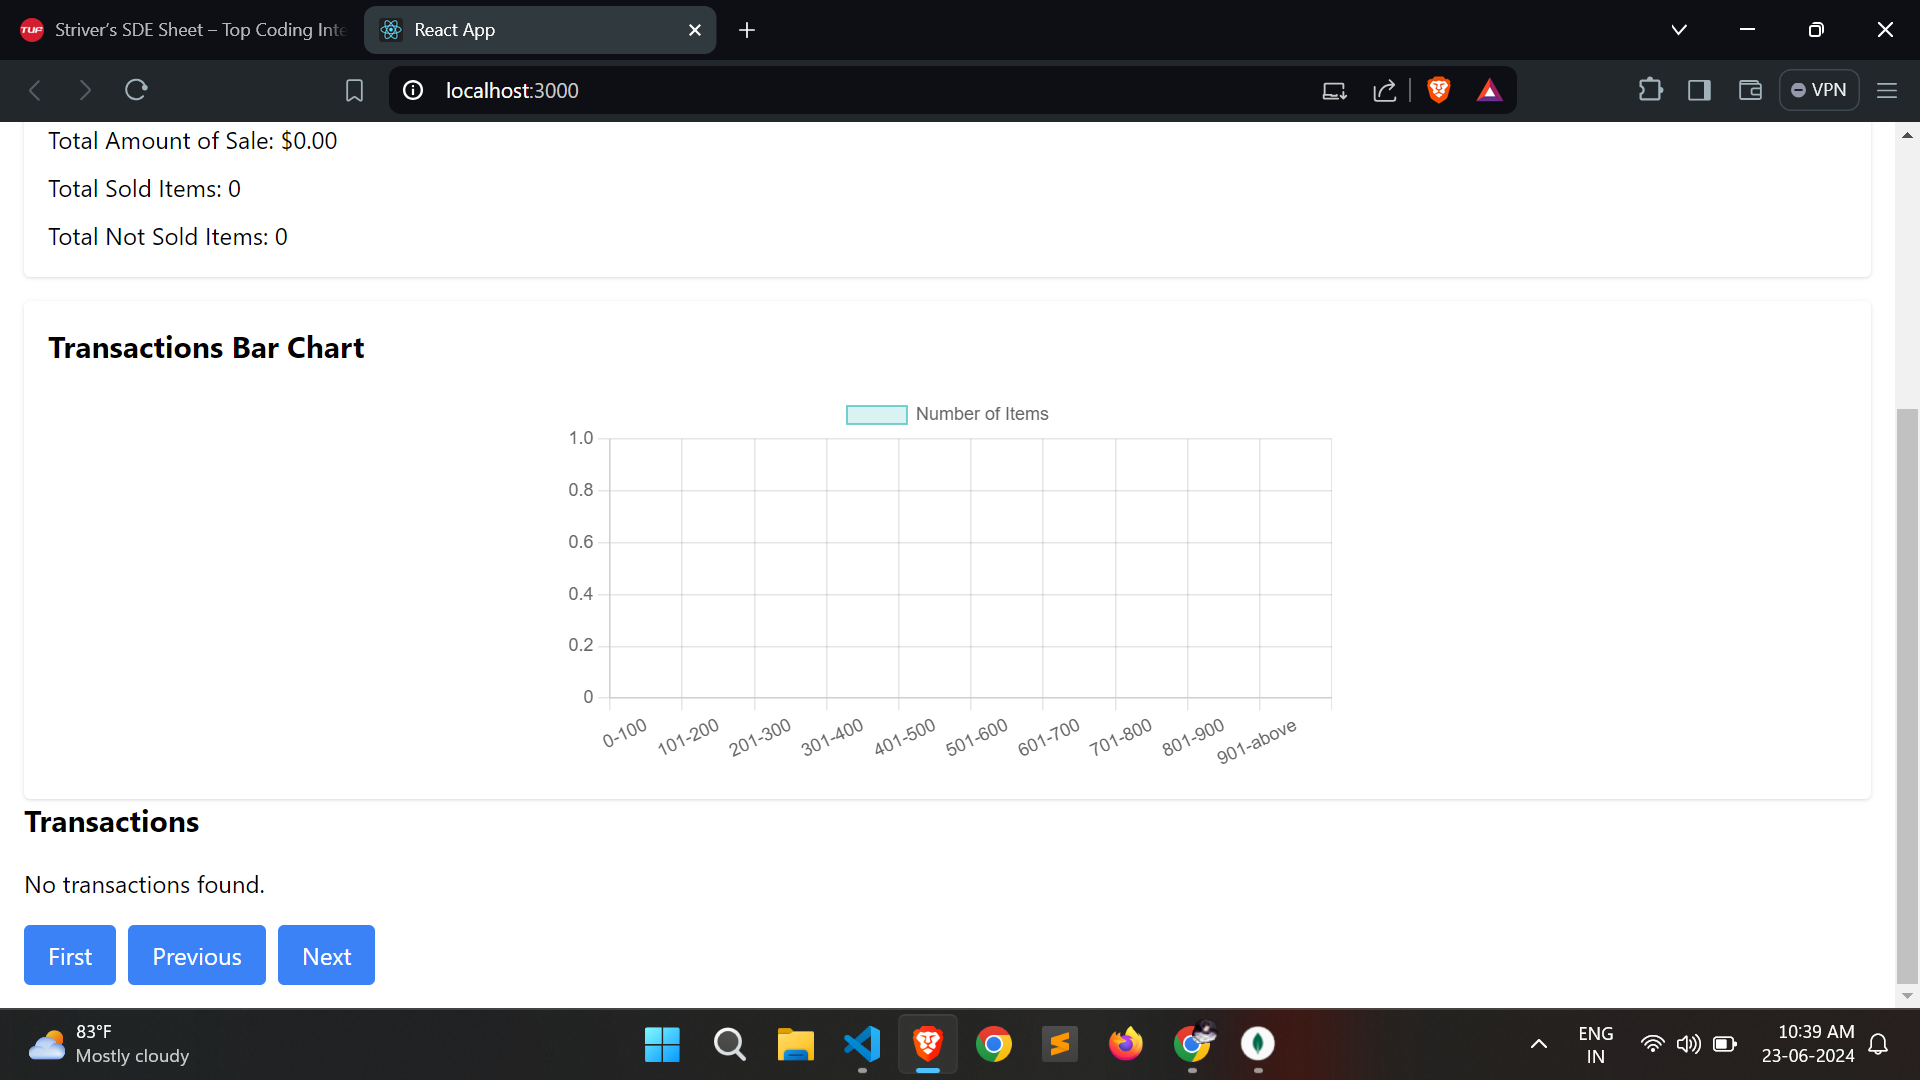 TUF Striver's SDE Sheet – Top Coding Inte
React App
localhost:3000
VPN
Total Amount of Sale: $0.00
Total Sold Items: 0
Total Not Sold Items: 0
Transactions Bar Chart
Number of Items
1.0
0.8
0.6
0.4
0.2
0
0-100 101-200 201-300 301-400 401-500 501-600 601-700 701-800 801-900 901-above
Transactions
No transactions found.
First Previous Next
83°F
Mostly cloudy
ENG
IN
10:39 AM
23-06-2024